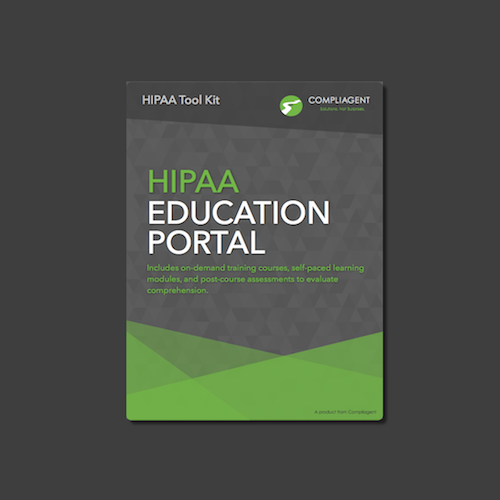 HIPAA Tool Kit
COMPLIAGENT
Solutions, Not Surprises.
HIPAA
EDUCATION
PORTAL
Includes on-demand training courses, self-paced learning
modules, and post-course assessments to evaluate
comprehension.
A product from Compliagent